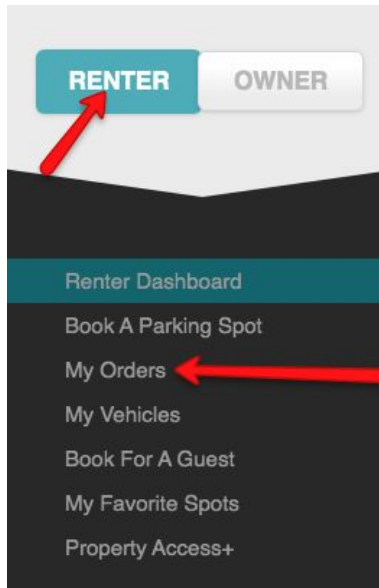 RENTER OWNER
Renter Dashboard
Book A Parking Spot
My Orders
My Vehicles
Book For A Guest
My Favorite Spots
Property Access+